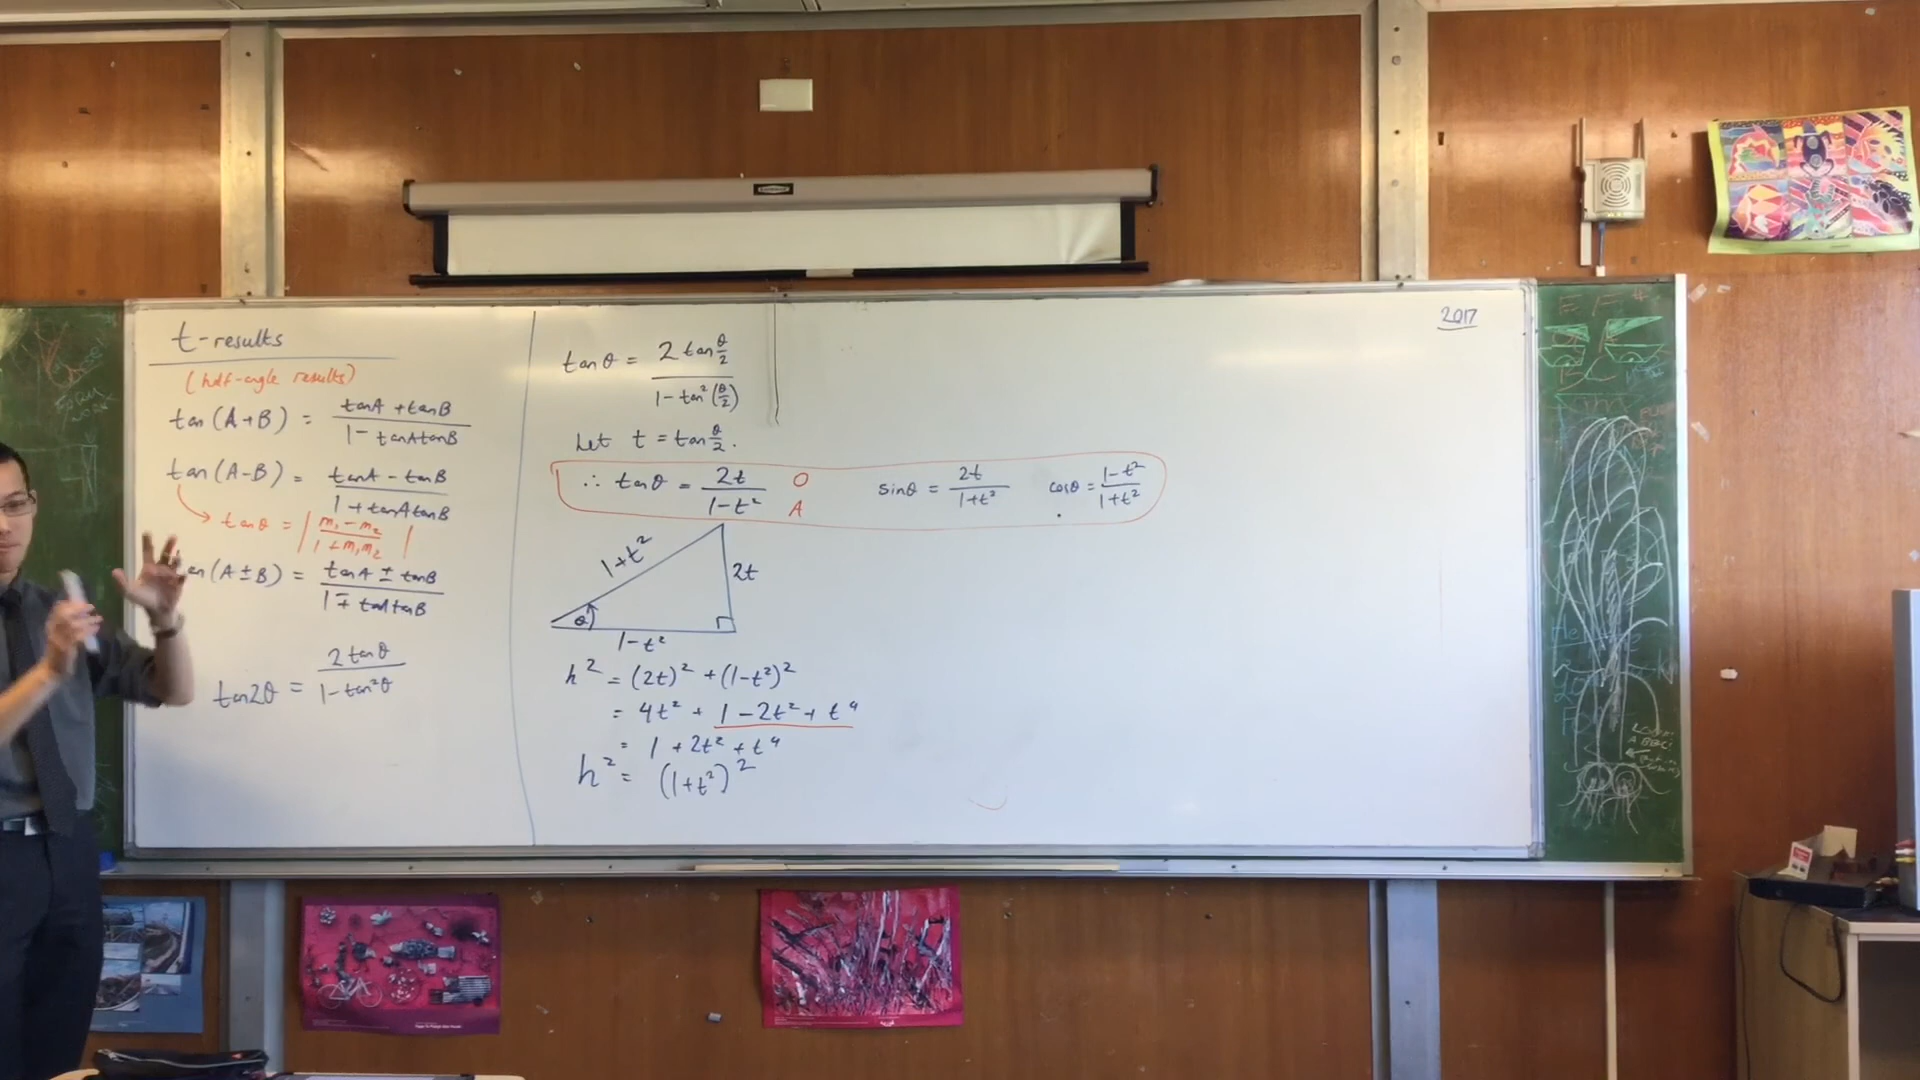 t-results
(half-angle results)
tan(A+B) = (tanA + tanB)/(1 - tanAtanB)
tan(A-B) = (tanA - tanB)/(1 + tanAtanB)
tanθ = |(m₁ - m₂)/(1 + m₁m₂)|
tan(A±B) = (tanA ± tanB)/(1 ∓ tanAtanB)
tan2θ = (2tanθ)/(1 - tan²θ)
tanθ = (2tan θ/2)/(1 - tan²(θ/2))
Let t = tan θ/2.
∴ tanθ = 2t/(1-t²) O/A sinθ = 2t/(1+t²) cosθ = (1-t²)/(1+t²)
1+t²
2t
θ
1-t²
h² = (2t)² + (1-t²)²
= 4t² + 1 - 2t² + t⁴
= 1 + 2t² + t⁴
h² = (1+t²)²
2017